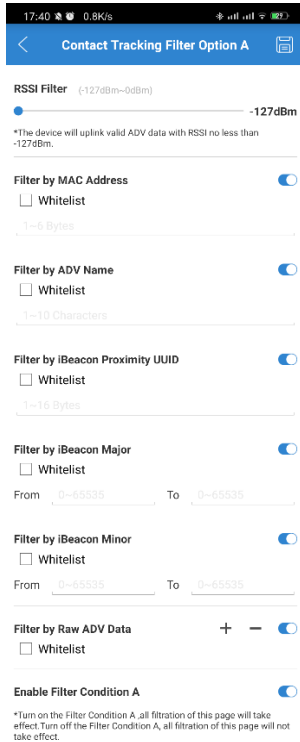 17:40 0.8K/s
Contact Tracking Filter Option A
RSSI Filter (-127dBm~0dBm)
-127dBm
*The device will uplink valid ADV data with RSSI no less than
-127dBm.
Filter by MAC Address
Whitelist
1~6 Bytes
Filter by ADV Name
Whitelist
1~10 Characters
Filter by iBeacon Proximity UUID
Whitelist
1~16 Bytes
Filter by iBeacon Major
Whitelist
From 0~65535 To 0~65535
Filter by iBeacon Minor
Whitelist
From 0~65535 To 0~65535
Filter by Raw ADV Data + −
Whitelist
Enable Filter Condition A
*Turn on the Filter Condition A ,all filtration of this page will take
effect.Turn off the Filter Condition A, all filtration of this page will not
take effect.